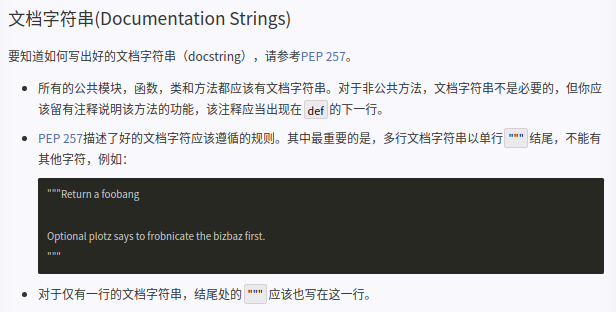 文档字符串(Documentation Strings)
要知道如何写出好的文档字符串（docstring），请参考PEP 257。
所有的公共模块，函数，类和方法都应该有文档字符串。对于非公共方法，文档字符串不是必要的，但你应
该留有注释说明该方法的功能，该注释应当出现在 def 的下一行。
PEP 257描述了好的文档字符应该遵循的规则。其中最重要的是，多行文档字符串以单行 """ 结尾，不能有
其他字符，例如：
"""Return a foobang
Optional plotz says to frobnicate the bizbaz first.
"""
对于仅有一行的文档字符串，结尾处的 """ 应该也写在这一行。